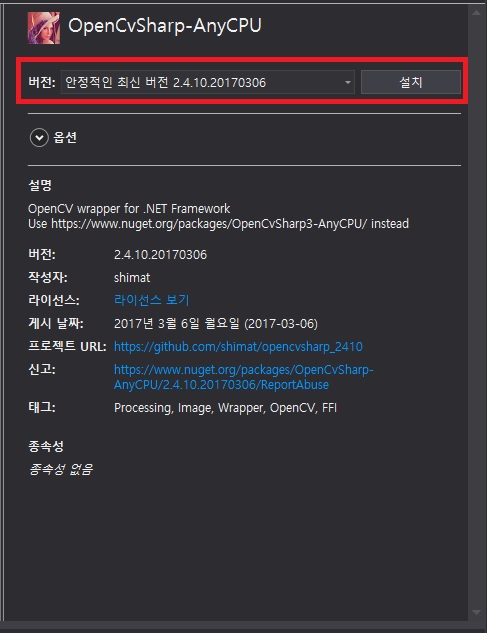 OpenCvSharp-AnyCPU
버전: 안정적인 최신 버전 2.4.10.20170306 설치
옵션
설명
OpenCV wrapper for .NET Framework
Use https://www.nuget.org/packages/OpenCvSharp3-AnyCPU/ instead
버전: 2.4.10.20170306
작성자: shimat
라이선스: 라이선스 보기
게시 날짜: 2017년 3월 6일 월요일 (2017-03-06)
프로젝트 URL: https://github.com/shimat/opencvsharp_2410
신고: https://www.nuget.org/packages/OpenCvSharp-
AnyCPU/2.4.10.20170306/ReportAbuse
태그: Processing, Image, Wrapper, OpenCV, FFI
종속성
종속성 없음